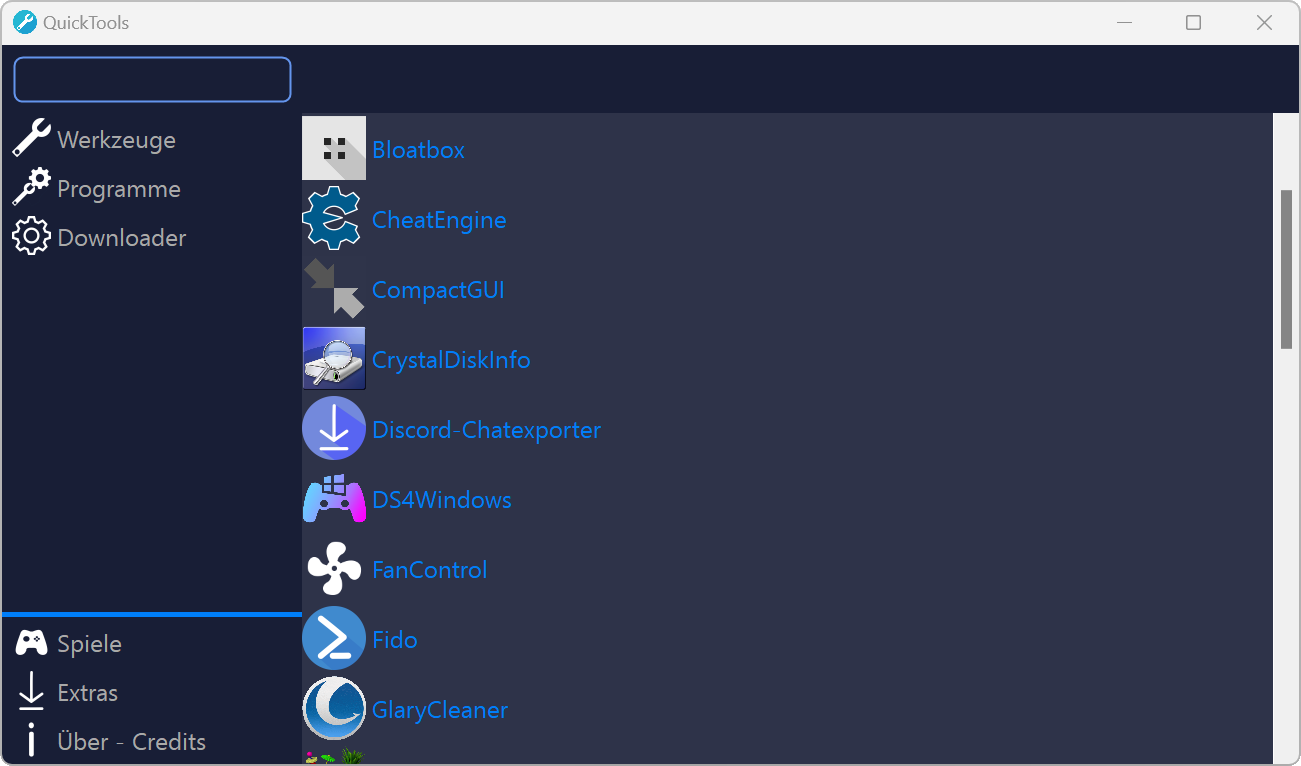 QuickTools
Werkzeuge
Programme
Downloader
Spiele
Extras
Über - Credits
Bloatbox
CheatEngine
CompactGUI
CrystalDiskInfo
Discord-Chatexporter
DS4Windows
FanControl
Fido
GlaryCleaner